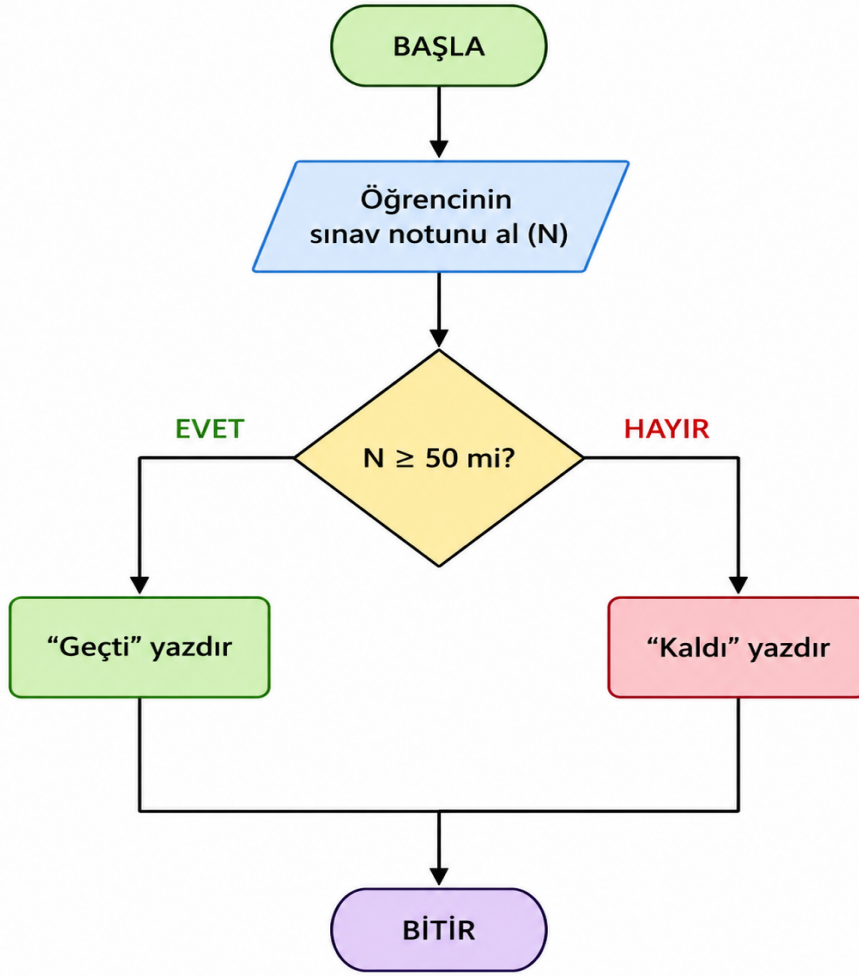 BAŞLA
Öğrencinin
sınav notunu al (N)
EVET
HAYIR
N ≥ 50 mi?
“Geçti” yazdır
“Kaldı” yazdır
BİTİR